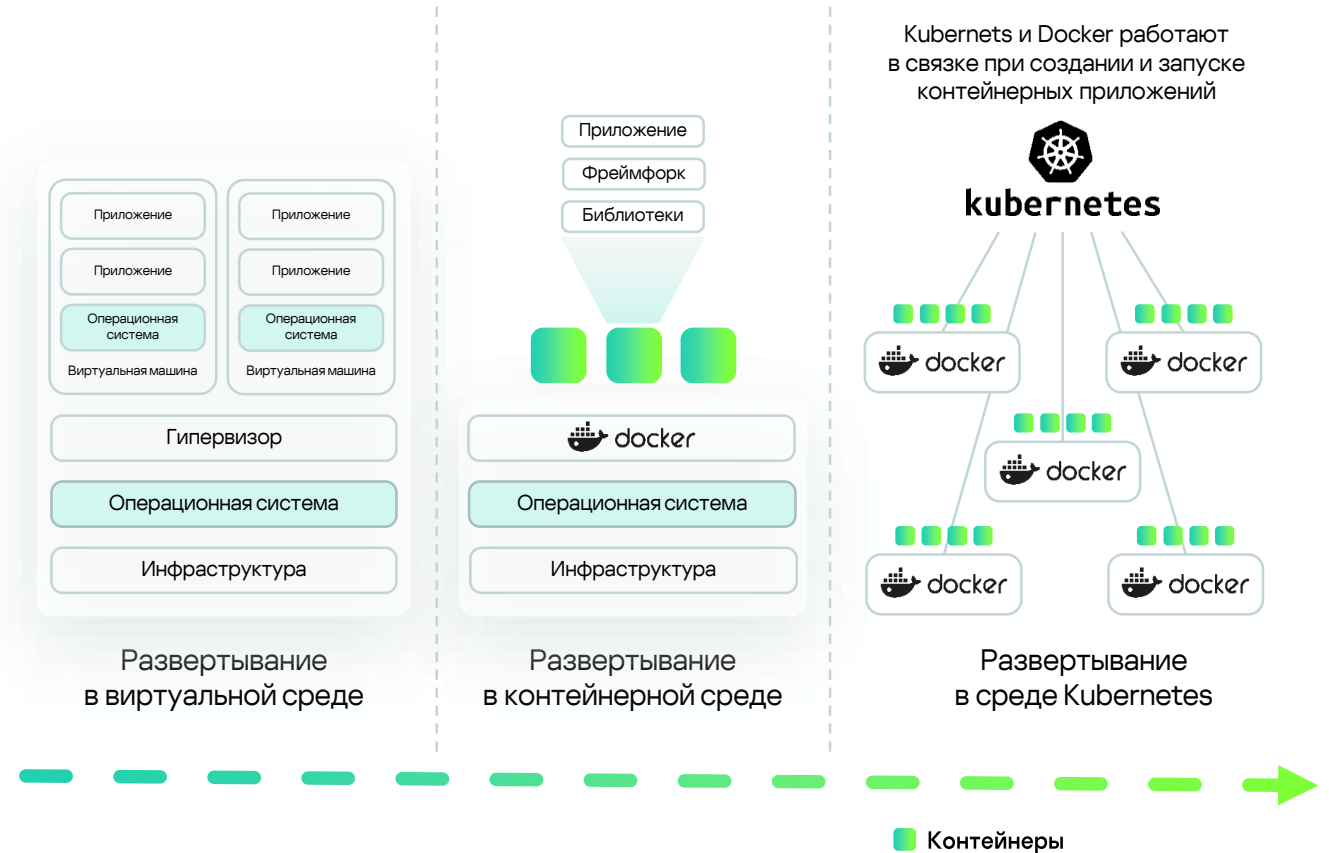 Приложение
Приложение
Операционная
система
Виртуальная машина
Приложение
Приложение
Операционная
система
Виртуальная машина
Гипервизор
Операционная система
Инфраструктура
Развертывание
в виртуальной среде
Приложение
Фреймфорк
Библиотеки
docker
Операционная система
Инфраструктура
Развертывание
в контейнерной среде
Kubernets и Docker работают
в связке при создании и запуске
контейнерных приложений
kubernetes
docker
docker
docker
docker
docker
Развертывание
в среде Kubernetes
Контейнеры